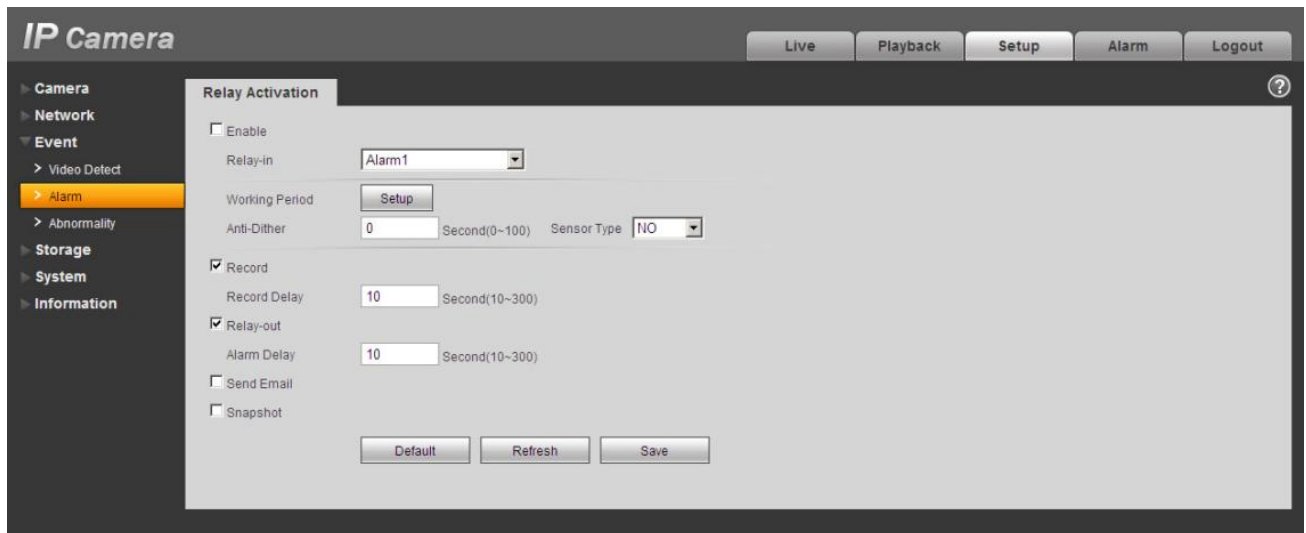 IP Camera
Live Playback Setup Alarm Logout
Camera
Network
Event
> Video Detect
> Alarm
> Abnormality
Storage
System
Information
Relay Activation
?
Enable
Relay-in Alarm1
Working Period Setup
Anti-Dither 0 Second(0~100) Sensor Type NO
Record
Record Delay 10 Second(10~300)
Relay-out
Alarm Delay 10 Second(10~300)
Send Email
Snapshot
Default Refresh Save